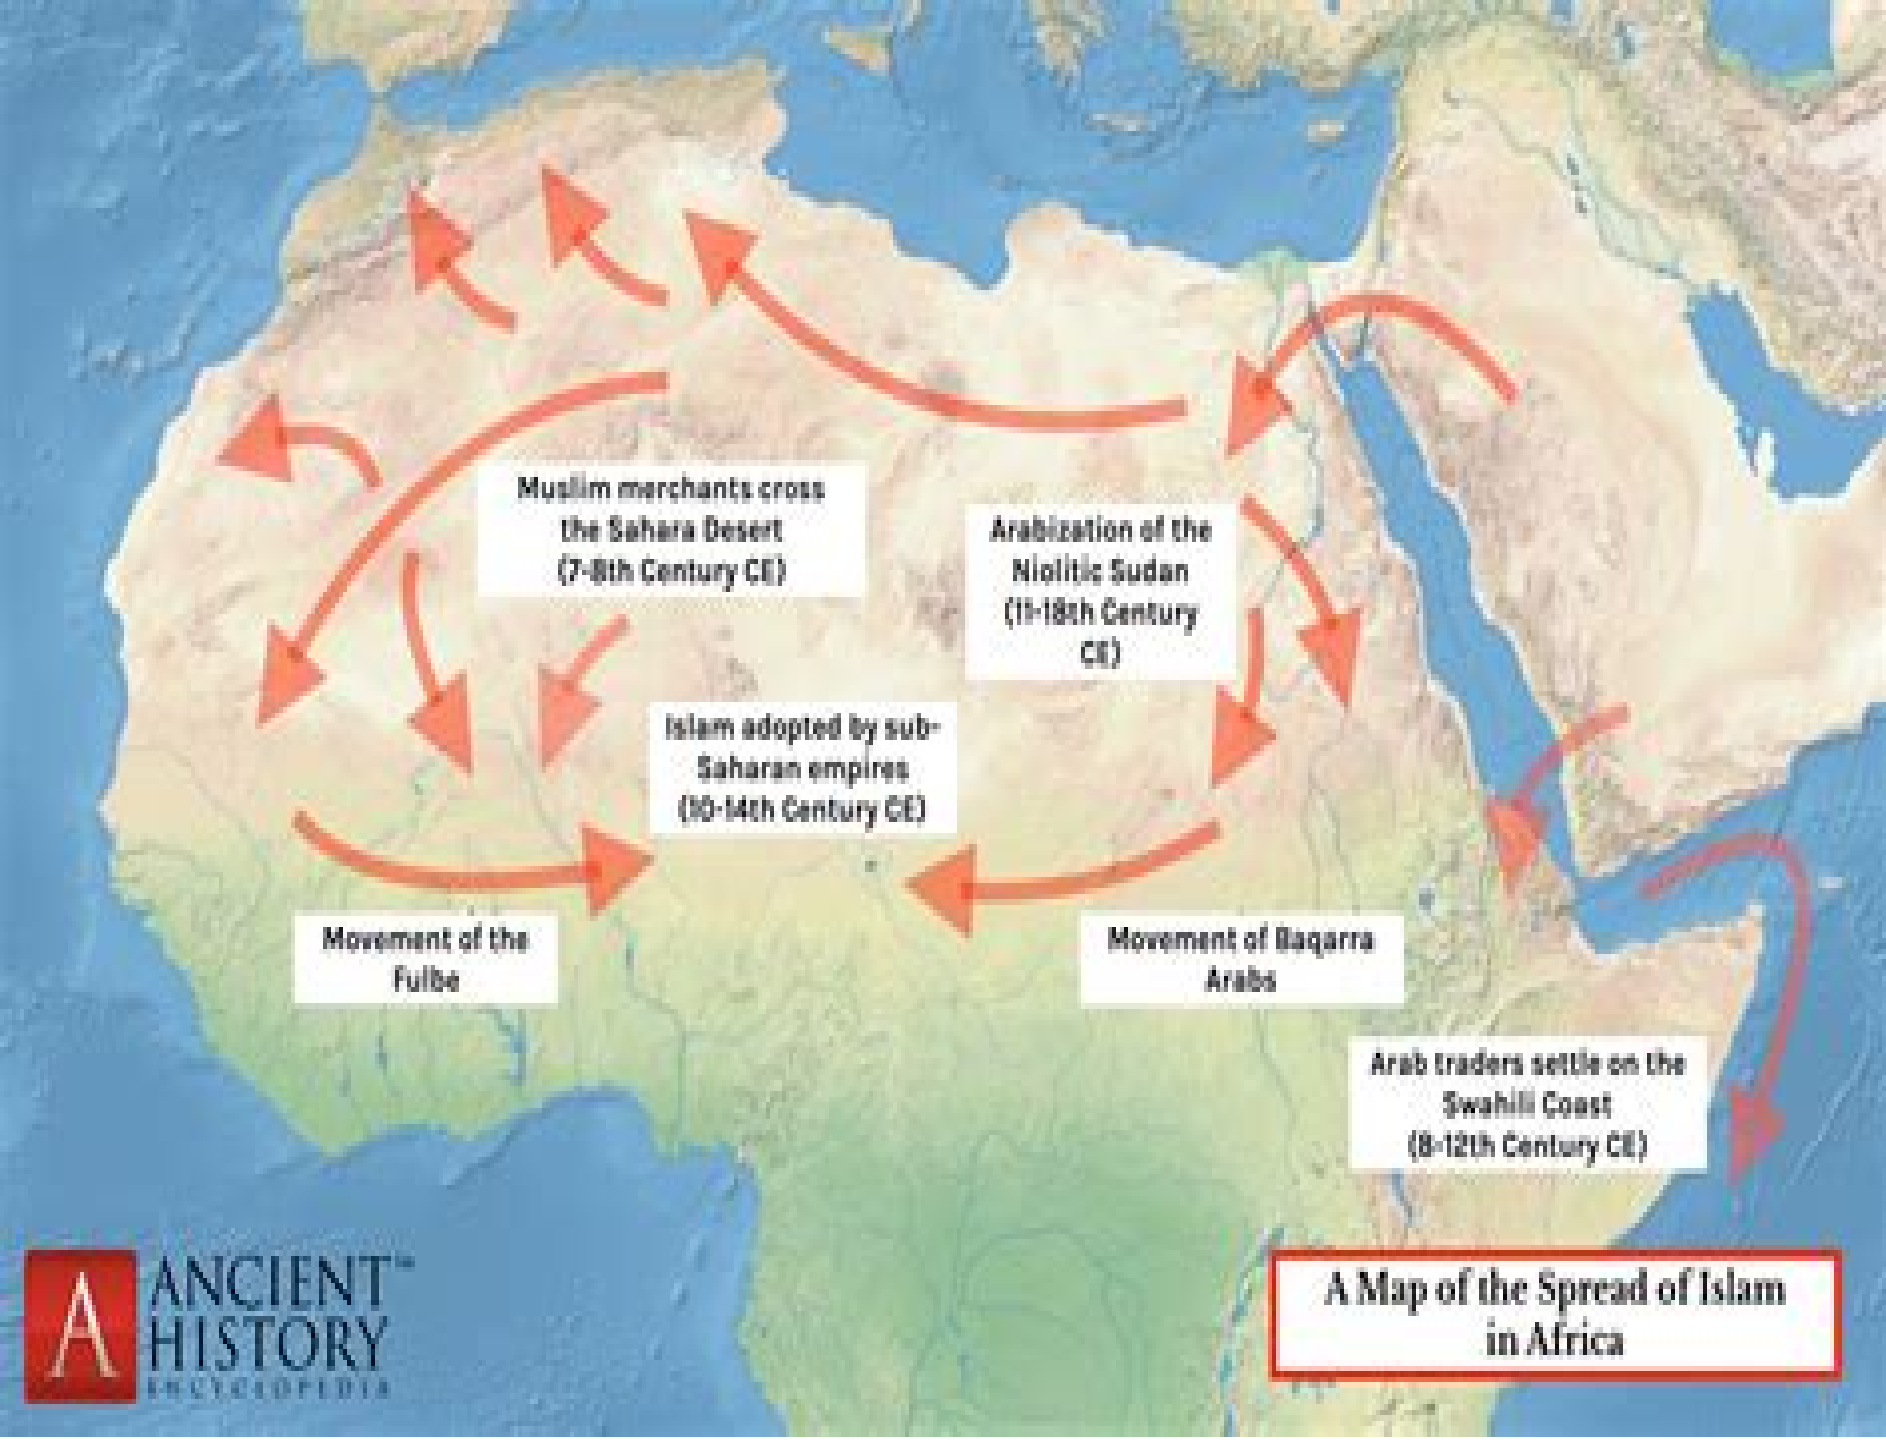 Muslim merchants cross
the Sahara Desert
(7-8th Century CE)
Arabization of the
Niolitic Sudan
(11-18th Century
CE)
Islam adopted by sub-
Saharan empires
(10-14th Century CE)
Movement of the
Fulbe
Movement of Baqarra
Arabs
Arab traders settle on the
Swahili Coast
(8-12th Century CE)
A Map of the Spread of Islam
in Africa
A
ANCIENT™
HISTORY
ENCYCLOPEDIA